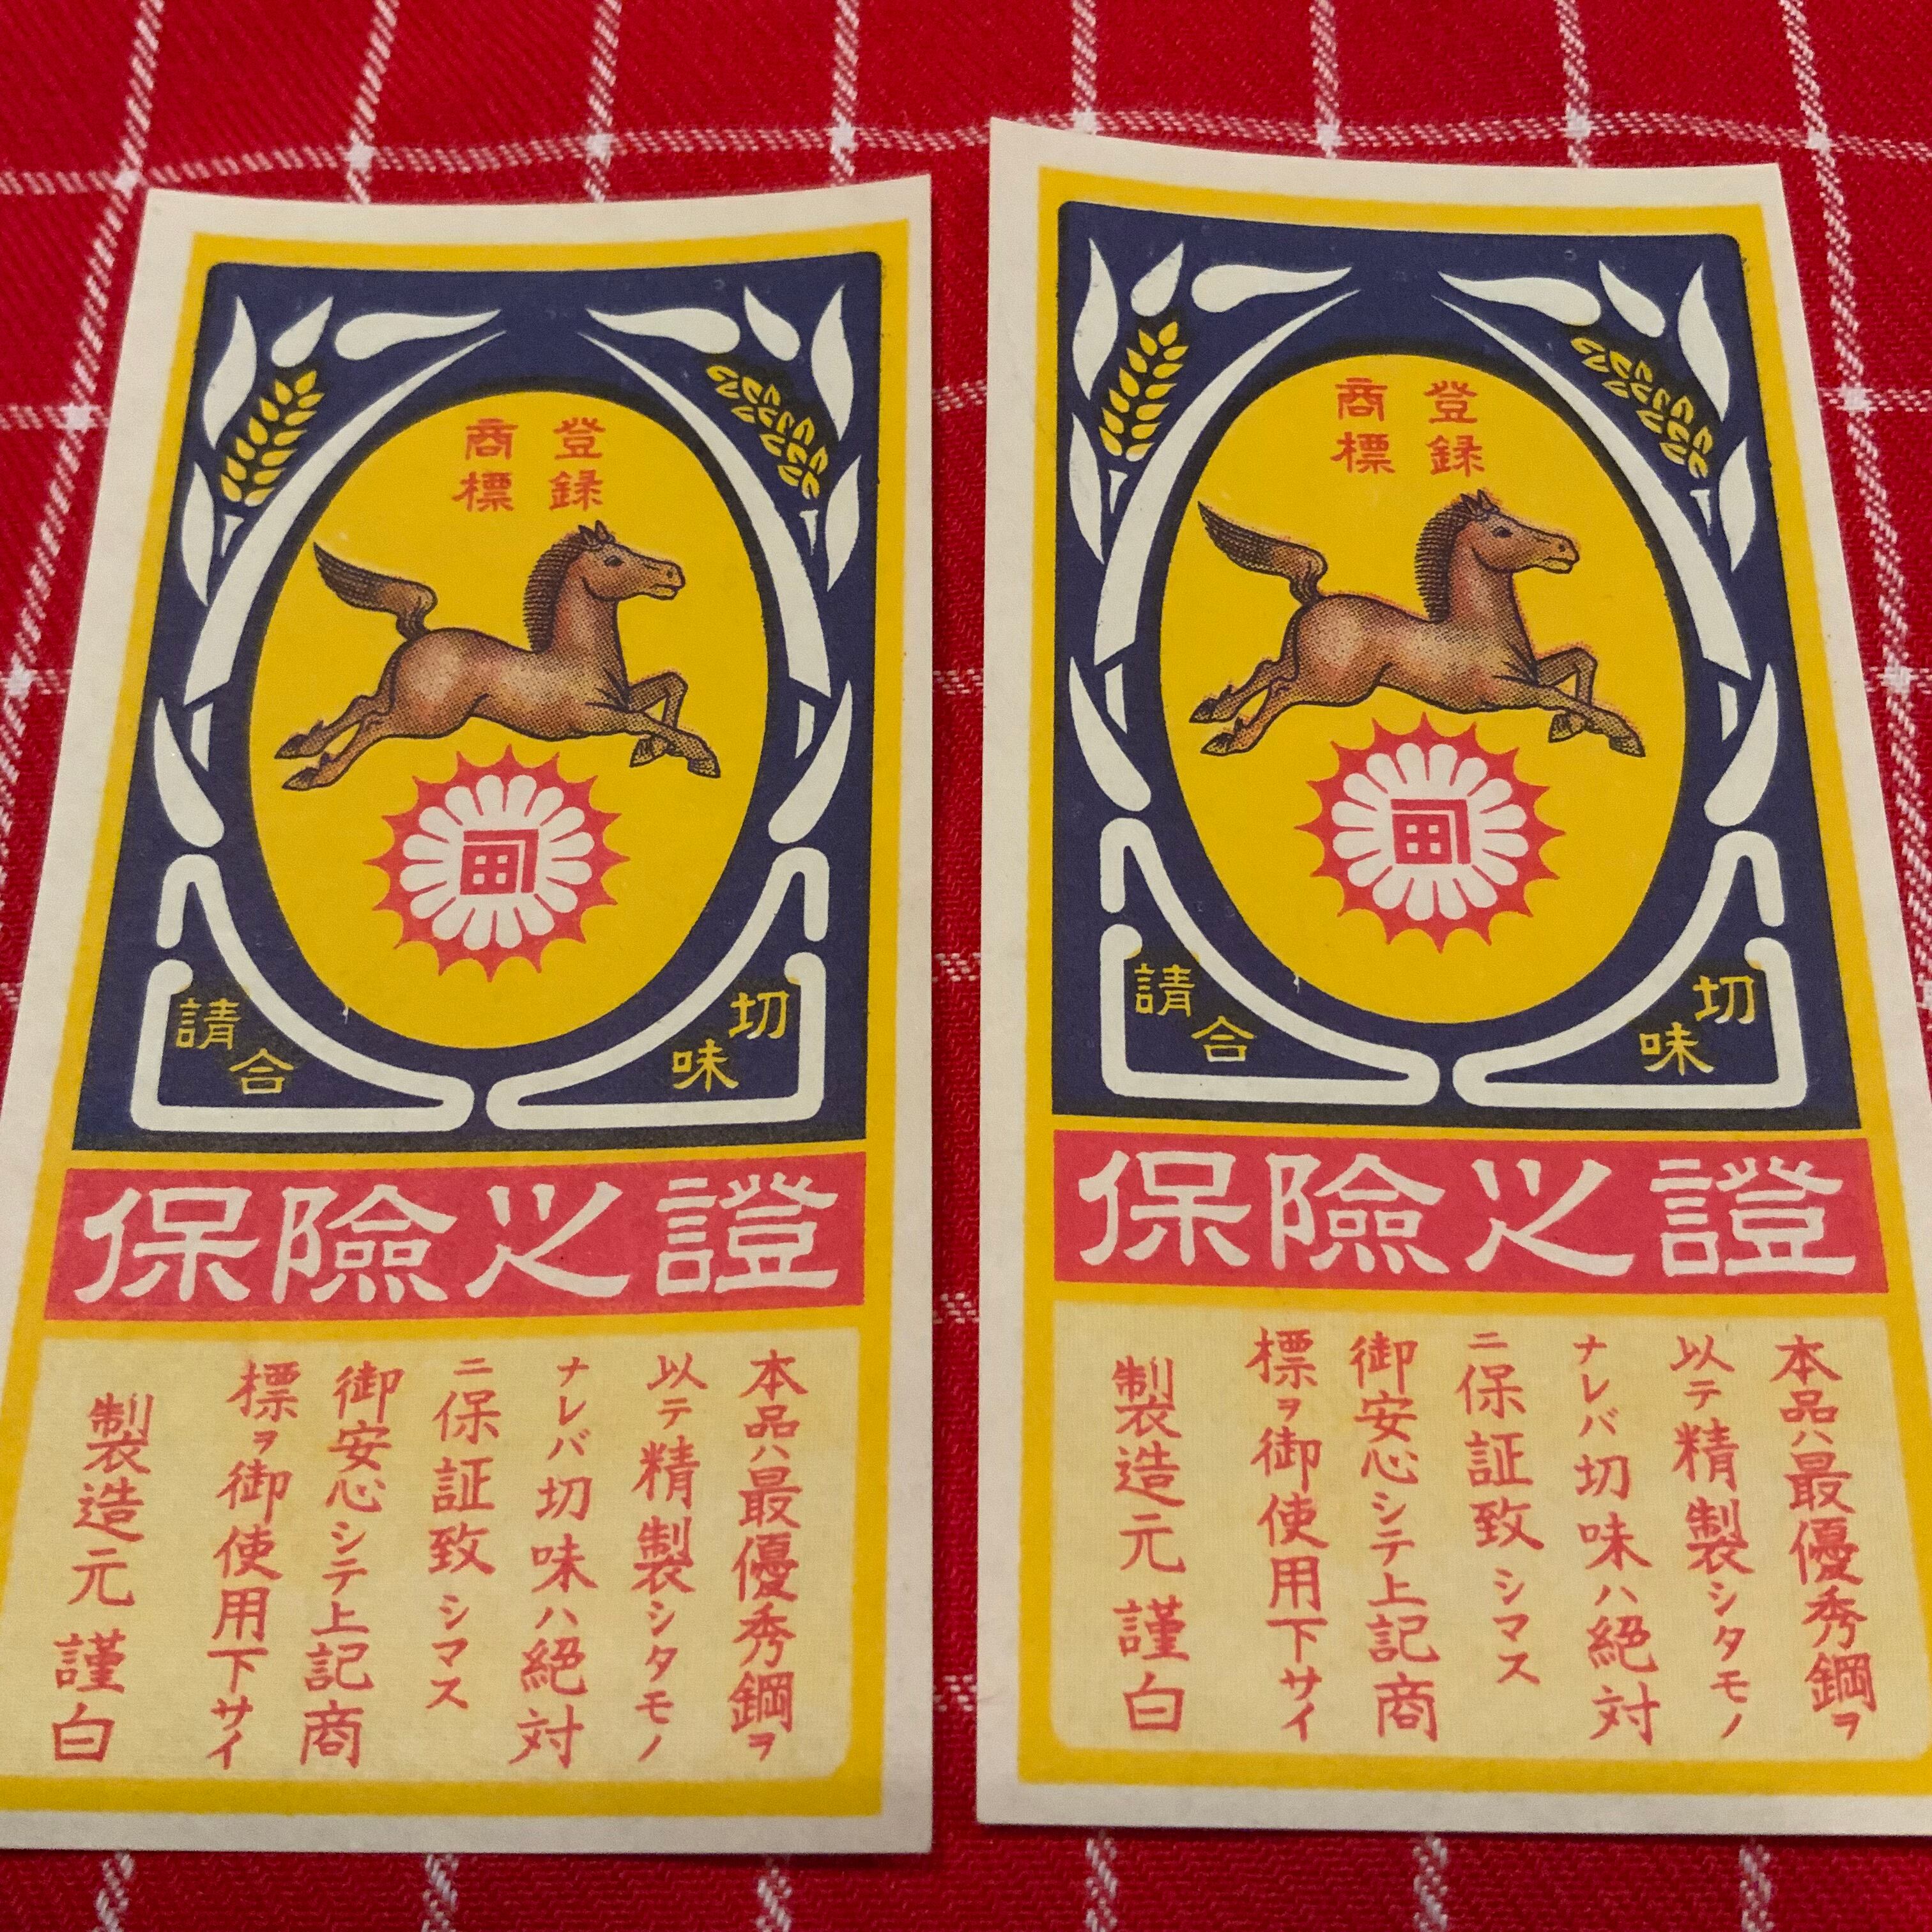 登録
商標
切味
請合
保險之證
本品ハ最優秀鋼ヲ
以テ精製シタモノ
ナレバ切味ハ絕対
ニ保証致シマス
御安心シテ上記商
標ヲ御使用下サイ
製造元 謹白
登録
商標
切味
請合
保險之證
本品ハ最優秀鋼ヲ
以テ精製シタモノ
ナレバ切味ハ絕対
ニ保証致シマス
御安心シテ上記商
標ヲ御使用下サイ
製造元 謹白